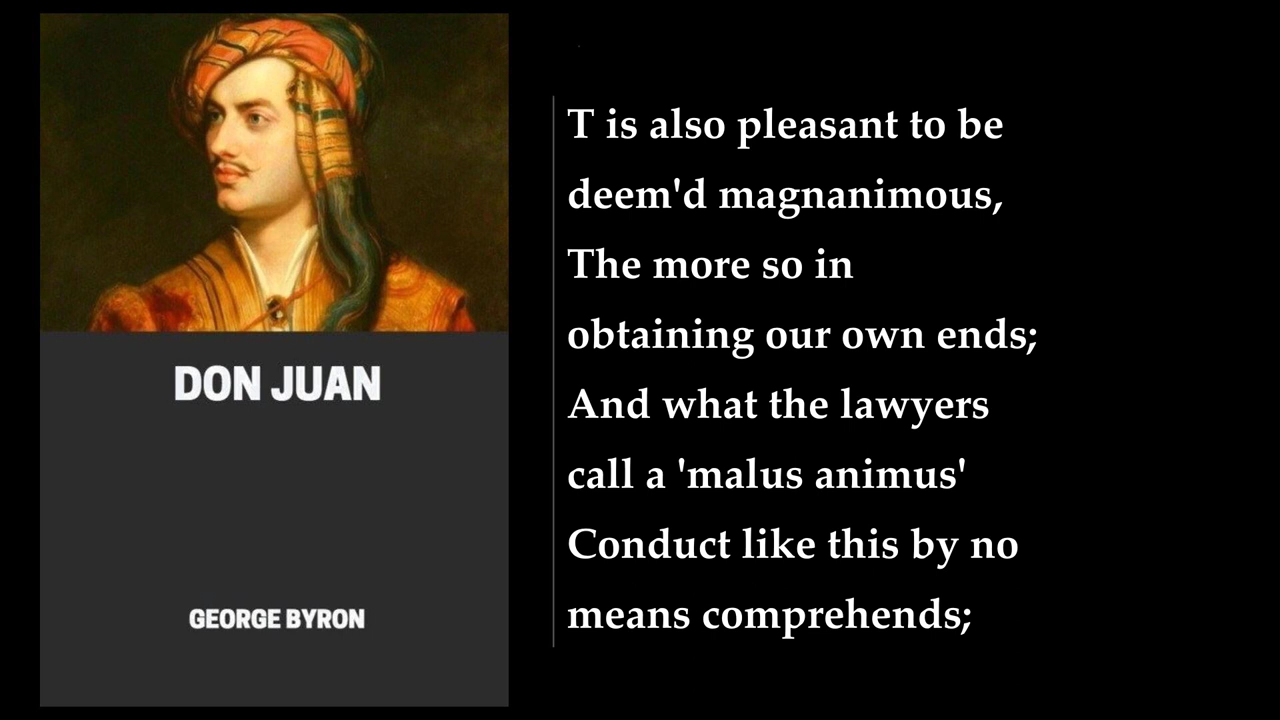 DON JUAN
GEORGE BYRON
T is also pleasant to be
deem'd magnanimous,
The more so in
obtaining our own ends;
And what the lawyers
call a 'malus animus'
Conduct like this by no
means comprehends;